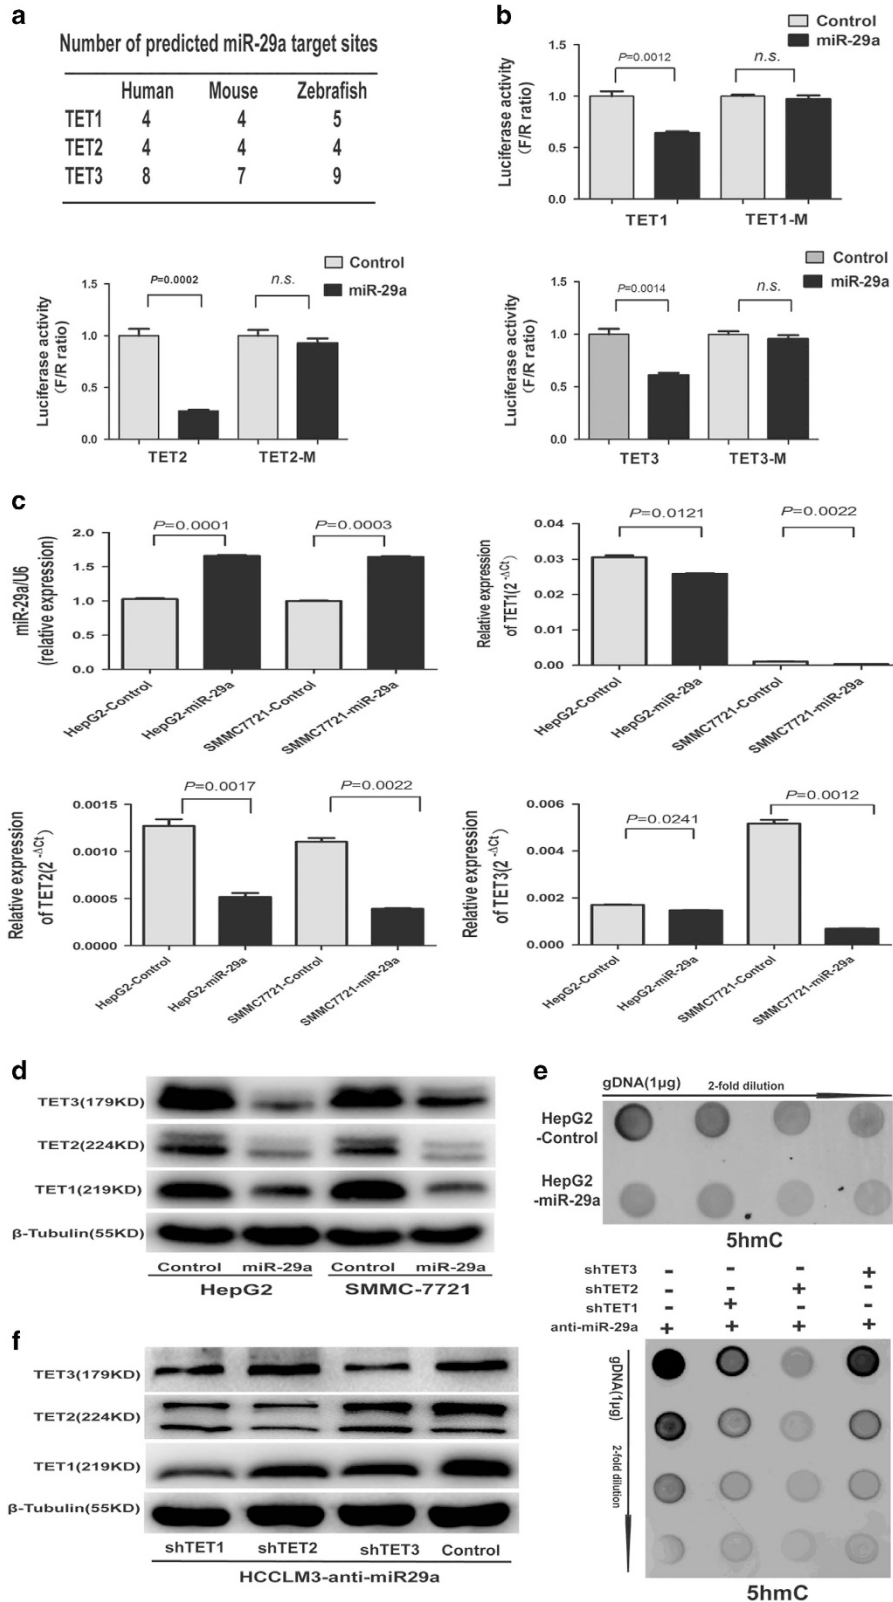 a
Number of predicted miR-29a target sites
Human Mouse Zebrafish
TET1 4 4 5
TET2 4 4 4
TET3 8 7 9
b
Control
miR-29a
Luciferase activity
(F/R ratio)
1.5
1.0
0.5
0.0
P=0.0012
n.s.
TET1 TET1-M
Control
miR-29a
Luciferase activity
(F/R ratio)
1.5
1.0
0.5
0.0
P=0.0002
n.s.
TET2 TET2-M
Control
miR-29a
Luciferase activity
(F/R ratio)
1.5
1.0
0.5
0.0
P=0.0014
n.s.
TET3 TET3-M
c
miR-29a/U6
(relative expression)
2.0
1.5
1.0
0.5
0.0
P=0.0001
P=0.0003
HepG2-Control
HepG2-miR-29a
SMMC7721-Control
SMMC7721-miR-29a
Relative expression
of TET1(2 -ΔCt)
0.04
0.03
0.02
0.01
0.00
P=0.0121
P=0.0022
HepG2-Control
HepG2-miR-29a
SMMC7721-Control
SMMC7721-miR-29a
Relative expression
of TET2(2 -ΔCt)
0.0015
0.0010
0.0005
0.0000
P=0.0017
P=0.0022
HepG2-Control
HepG2-miR-29a
SMMC7721-Control
SMMC7721-miR-29a
Relative expression
of TET3(2 -ΔCt)
0.006
0.004
0.002
0.000
P=0.0241
P=0.0012
HepG2-Control
HepG2-miR-29a
SMMC7721-Control
SMMC7721-miR-29a
d
TET3(179KD)
TET2(224KD)
TET1(219KD)
β-Tubulin(55KD)
Control miR-29a Control miR-29a
HepG2 SMMC-7721
e
gDNA(1μg) 2-fold dilution
HepG2
-Control
HepG2
-miR-29a
5hmC
shTET3 - - - +
shTET2 - - + -
shTET1 - + - -
anti-miR-29a + + + +
gDNA(1μg)
2-fold dilution
5hmC
f
TET3(179KD)
TET2(224KD)
TET1(219KD)
β-Tubulin(55KD)
shTET1 shTET2 shTET3 Control
HCCLM3-anti-miR29a